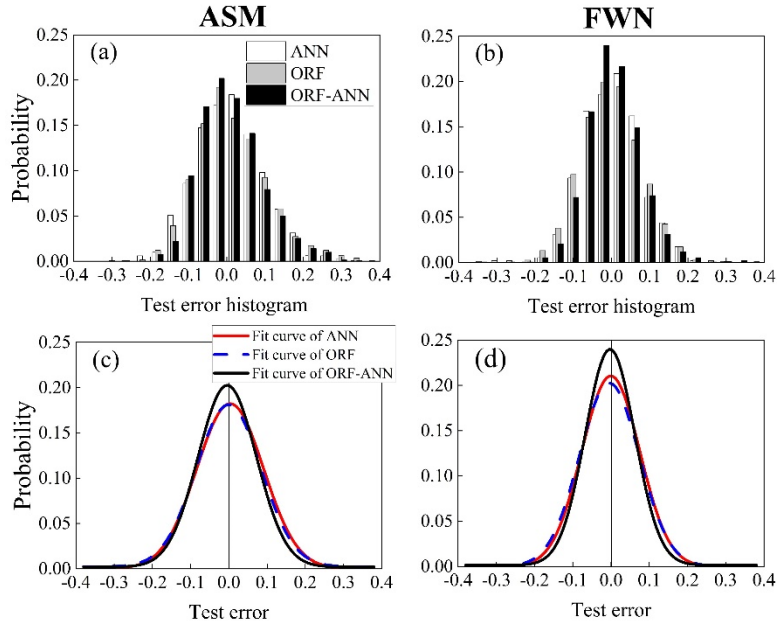 ASM FWN
(a) (b)
ANN
ORF
ORF-ANN
Probability
0.25
0.20
0.15
0.10
0.05
0.00
-0.4 -0.3 -0.2 -0.1 0.0 0.1 0.2 0.3 0.4
Test error histogram
0.25
0.20
0.15
0.10
0.05
0.00
-0.4 -0.3 -0.2 -0.1 0.0 0.1 0.2 0.3 0.4
Test error histogram
(c) (d)
Fit curve of ANN
Fit curve of ORF
Fit curve of ORF-ANN
Probability
0.25
0.20
0.15
0.10
0.05
0.00
-0.4 -0.3 -0.2 -0.1 0.0 0.1 0.2 0.3 0.4
Test error
0.25
0.20
0.15
0.10
0.05
0.00
-0.4 -0.3 -0.2 -0.1 0.0 0.1 0.2 0.3 0.4
Test error